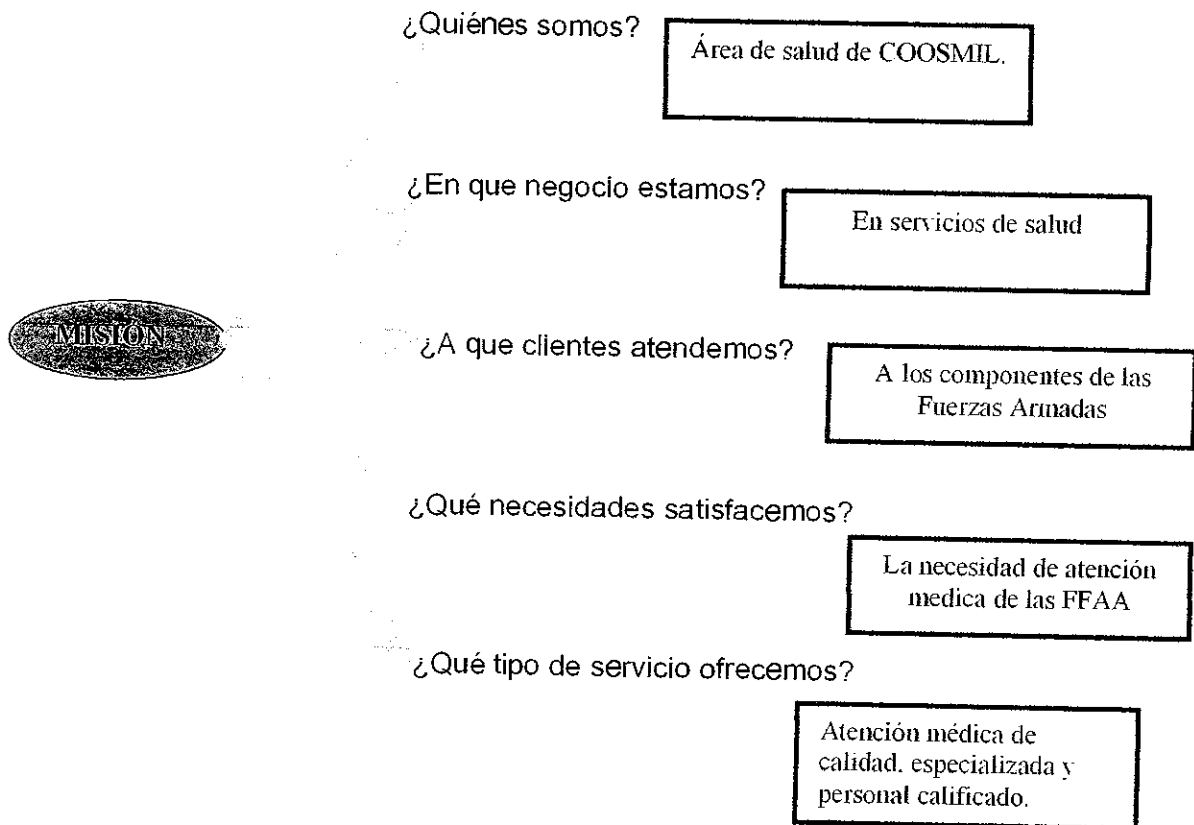 ¿Quiénes somos?
Área de salud de COOSMIL.
¿En que negocio estamos?
En servicios de salud
MISIÓN
¿A que clientes atendemos?
A los componentes de las
Fuerzas Armadas
¿Qué necesidades satisfacemos?
La necesidad de atención
medica de las FFAA
¿Qué tipo de servicio ofrecemos?
Atención médica de
calidad. especializada y
personal calificado.